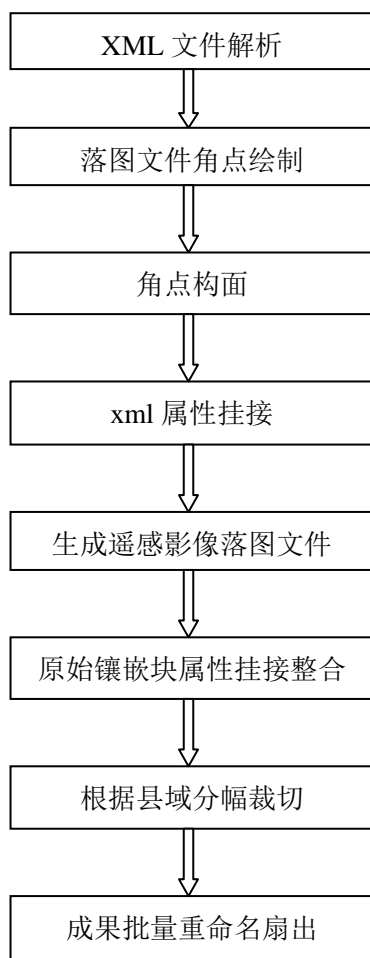 XML 文件解析
落图文件角点绘制
角点构面
xml 属性挂接
生成遥感影像落图文件
原始镶嵌块属性挂接整合
根据县域分幅裁切
成果批量重命名扇出